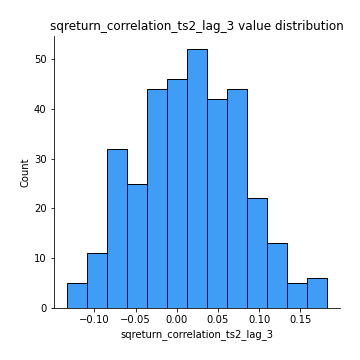 sqreturn_correlation_ts2_lag_3 value distribution
50
40
30
20
10
0
Count
−0.10 −0.05 0.00 0.05 0.10 0.15
sqreturn_correlation_ts2_lag_3